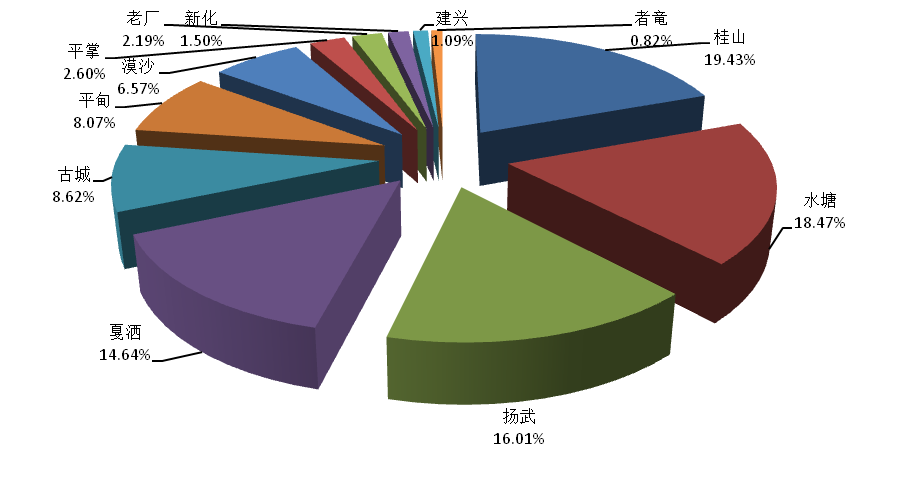 老厂
2.19%
新化
1.50%
建兴
1.09%
者竜
0.82%
桂山
19.43%
平掌
2.60%
漠沙
6.57%
平甸
8.07%
古城
8.62%
水塘
18.47%
戛洒
14.64%
扬武
16.01%